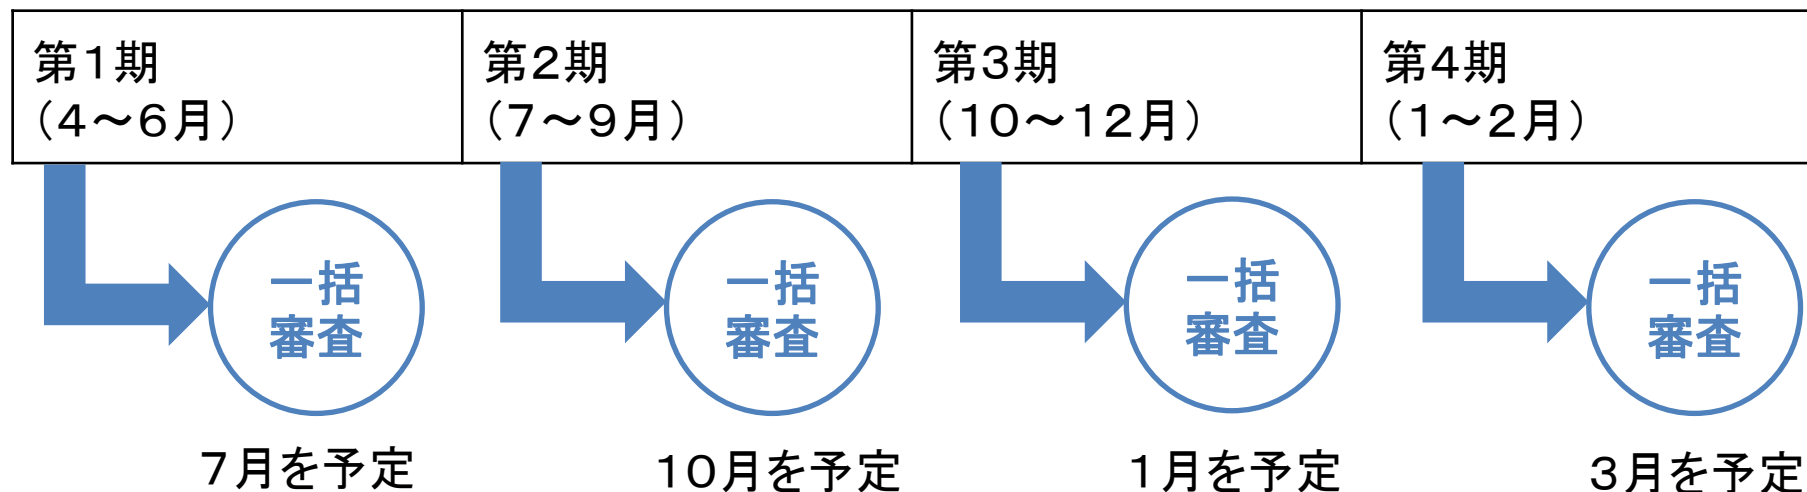 第1期
（4～6月）
第2期
（7～9月）
第3期
（10～12月）
第4期
（1～2月）
一括
審査
一括
審査
一括
審査
一括
審査
7月を予定
10月を予定
1月を予定
3月を予定